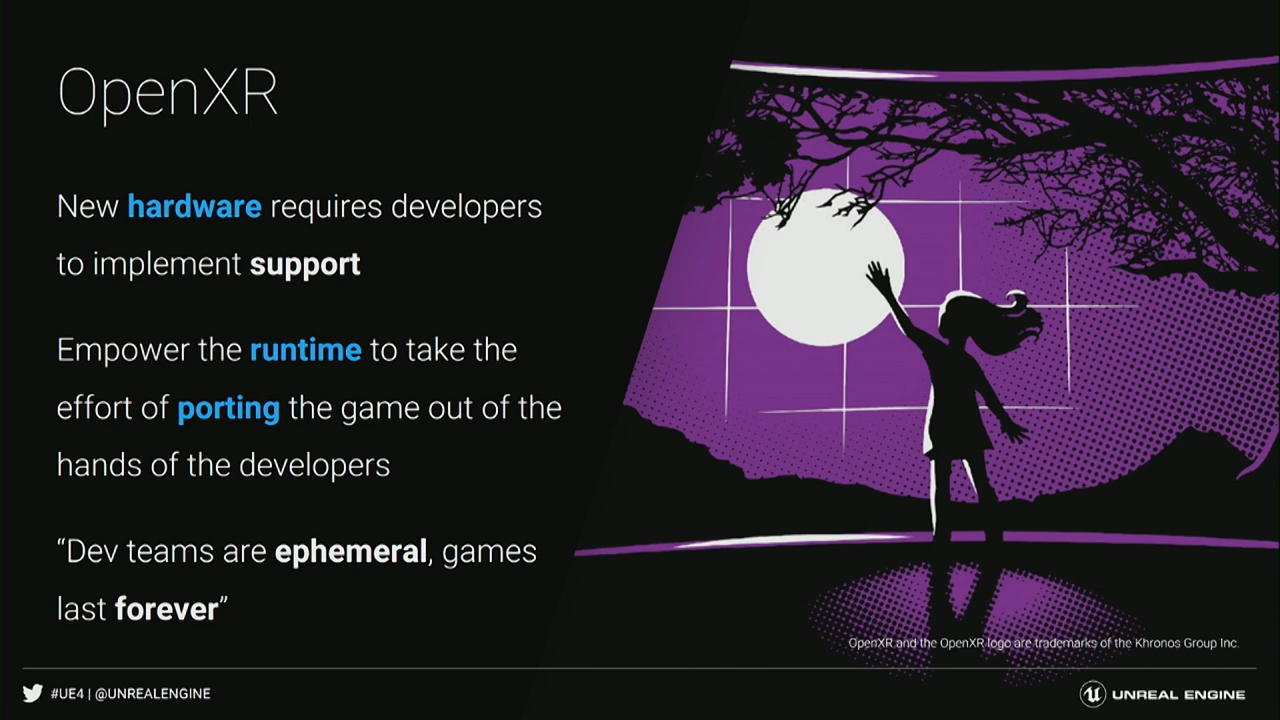 OpenXR
New hardware requires developers
to implement support
Empower the runtime to take the
effort of porting the game out of the
hands of the developers
“Dev teams are ephemeral, games
last forever”
OpenXR and the OpenXR logo are trademarks of the Khronos Group Inc.
#UE4 | @UNREALENGINE
UNREAL ENGINE